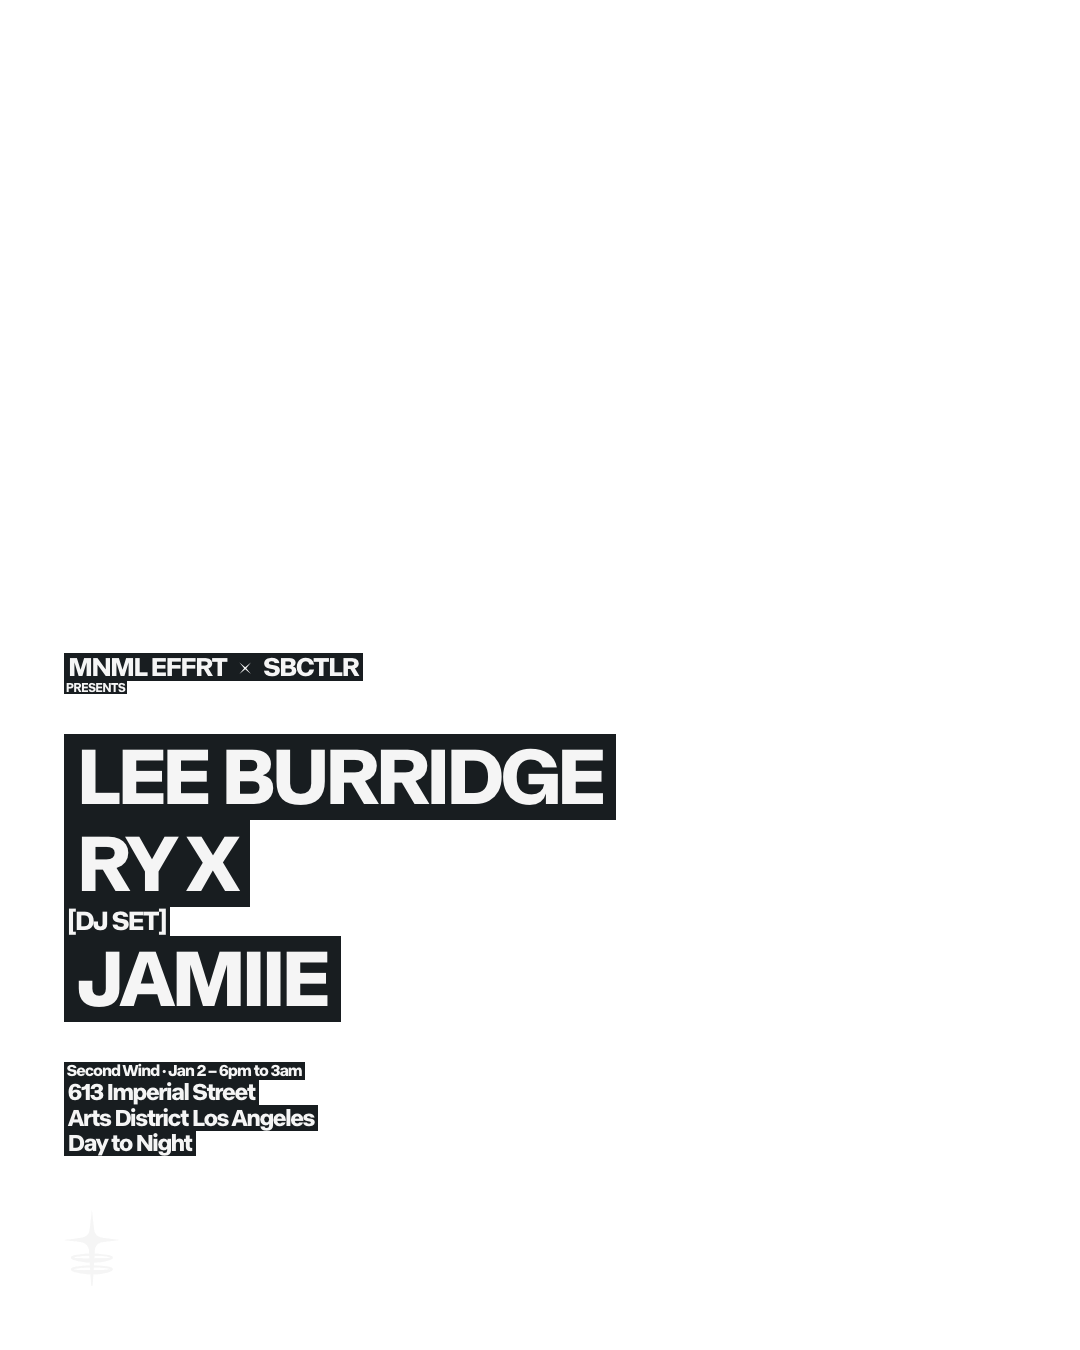 MNML EFFRT × SBCTLR
PRESENTS
LEE BURRIDGE
RY X
[DJ SET]
JAMIIE
Second Wind · Jan 2 – 6pm to 3am
613 Imperial Street
Arts District Los Angeles
Day to Night